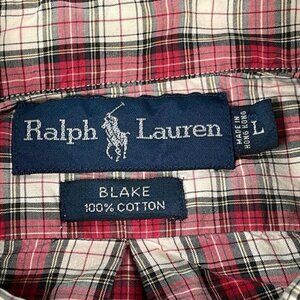 Ralph Lauren
MADE IN
HONG KONG
L
BLAKE
100% COTTON